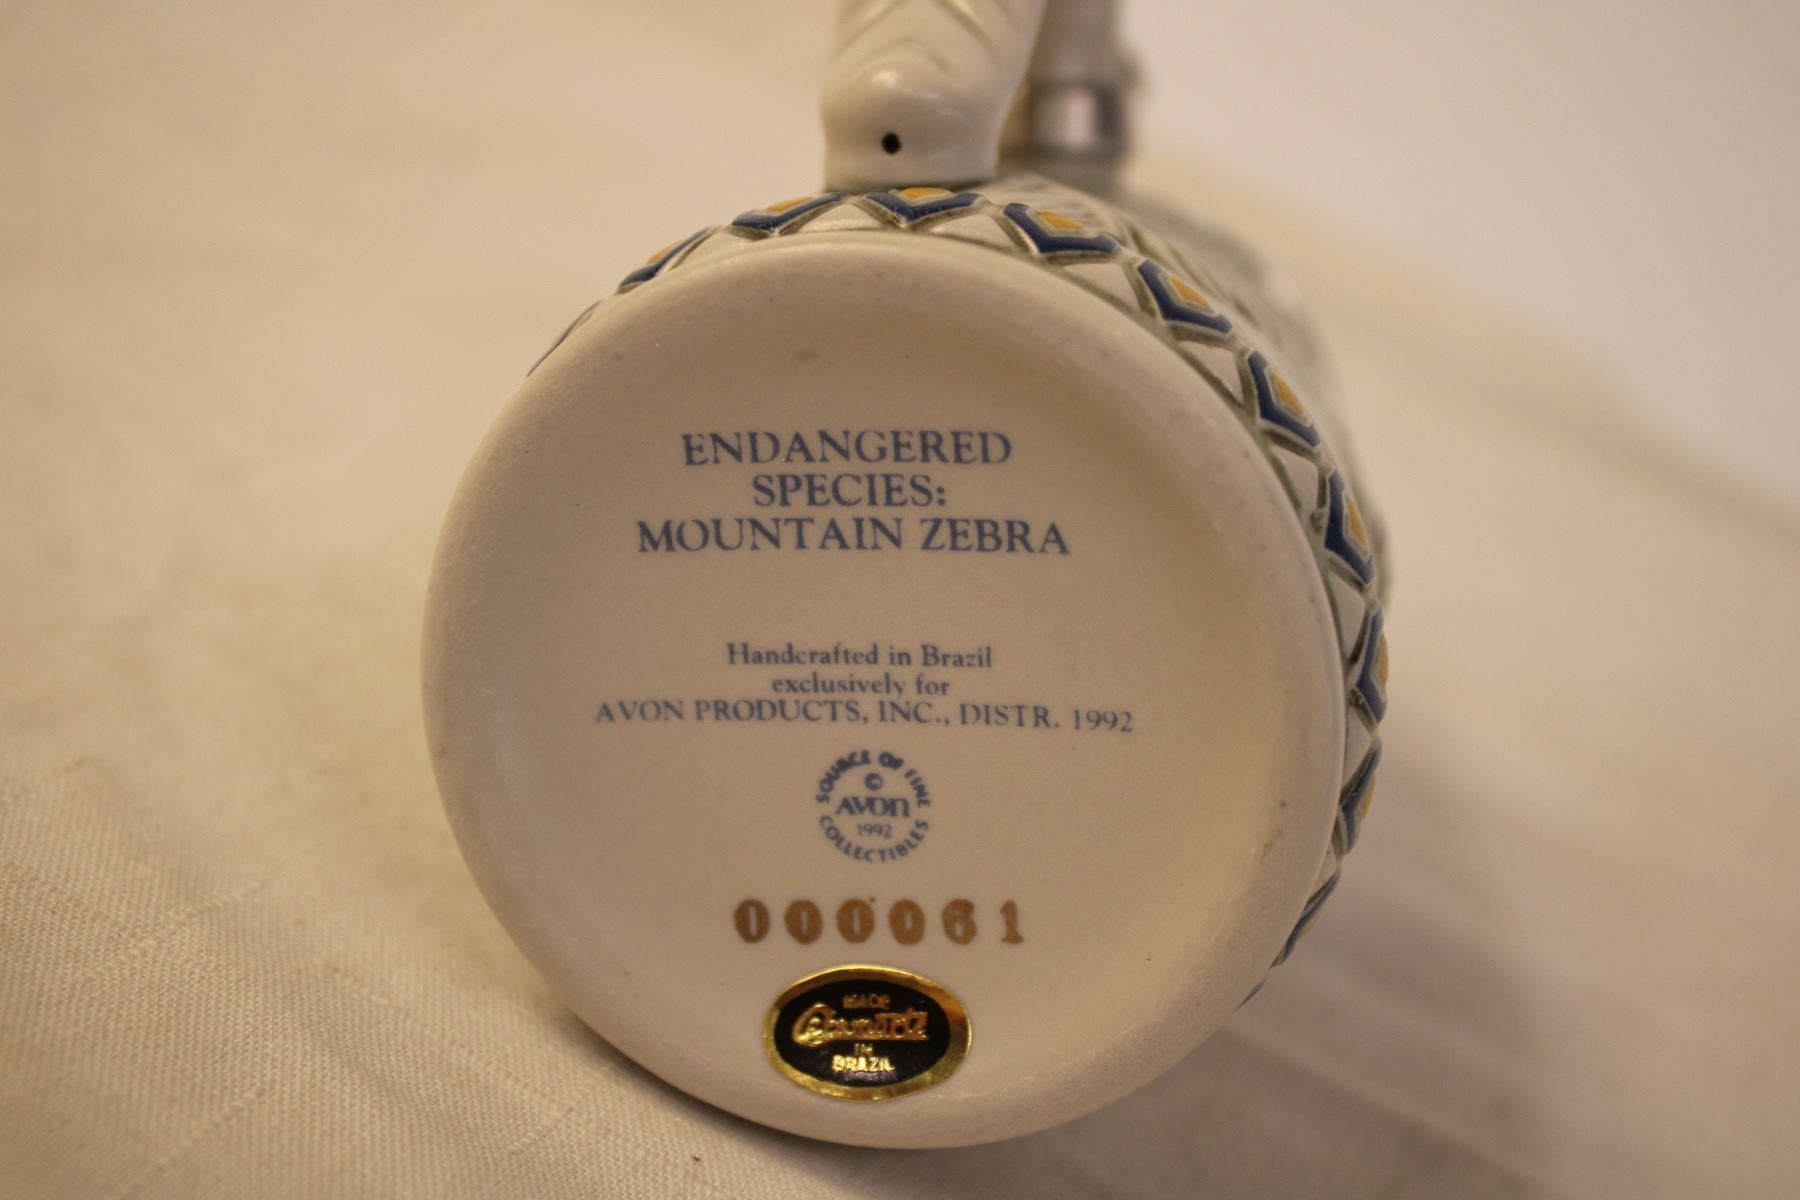 ENDANGERED
SPECIES:
MOUNTAIN ZEBRA
Handcrafted in Brazil
exclusively for
AVON PRODUCTS, INC., DISTR. 1992
SOURCE OF FINE
©
AVON
1992
COLLECTIBLES
000061
MADE
Ceramarte
IN
BRAZIL